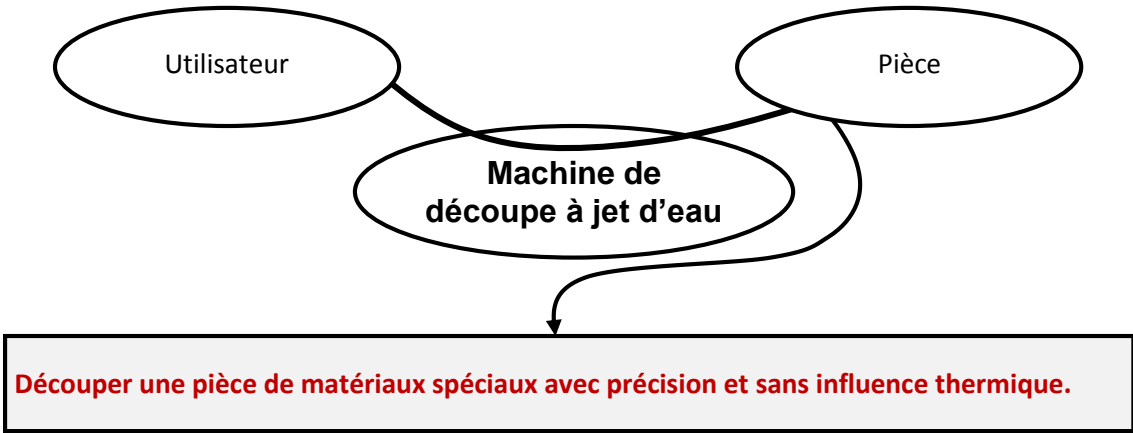 Utilisateur
Pièce
Machine de
découpe à jet d’eau
Découper une pièce de matériaux spéciaux avec précision et sans influence thermique.